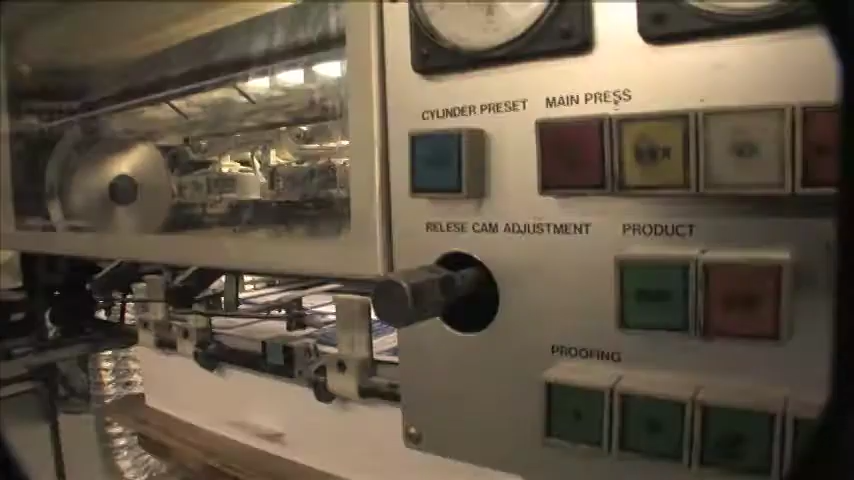 CYLINDER PRESET
MAIN PRESS
RELESE CAM ADJUSTMENT
PRODUCT
PROOFING